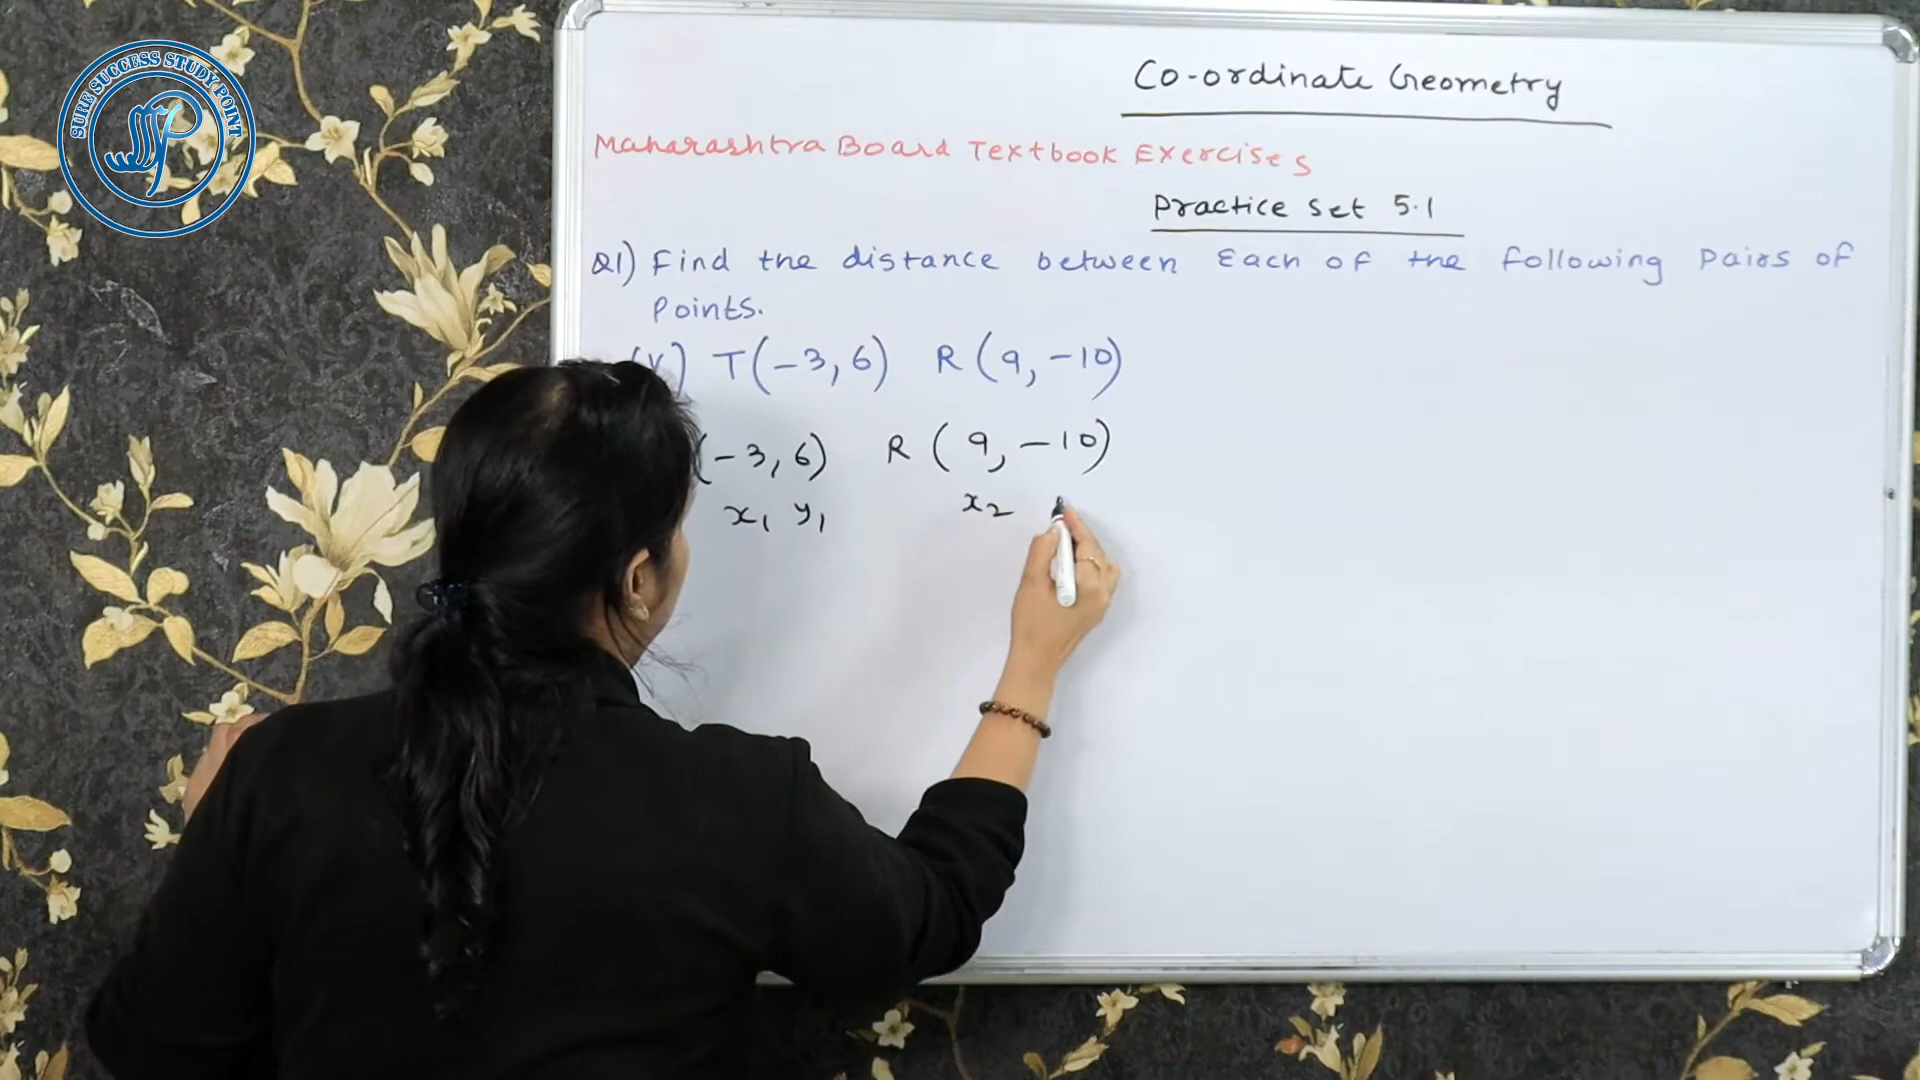 SURE SUCCESS STUDY POINT
SSSP
Co-ordinate Geometry
Maharashtra Board Textbook Exercises
Practice Set 5.1
Q1) Find the distance between Each of the following Pairs of
Points.
(V) T(-3, 6) R (9, -10)
(-3, 6) R (9, -10)
x1 y1 x2